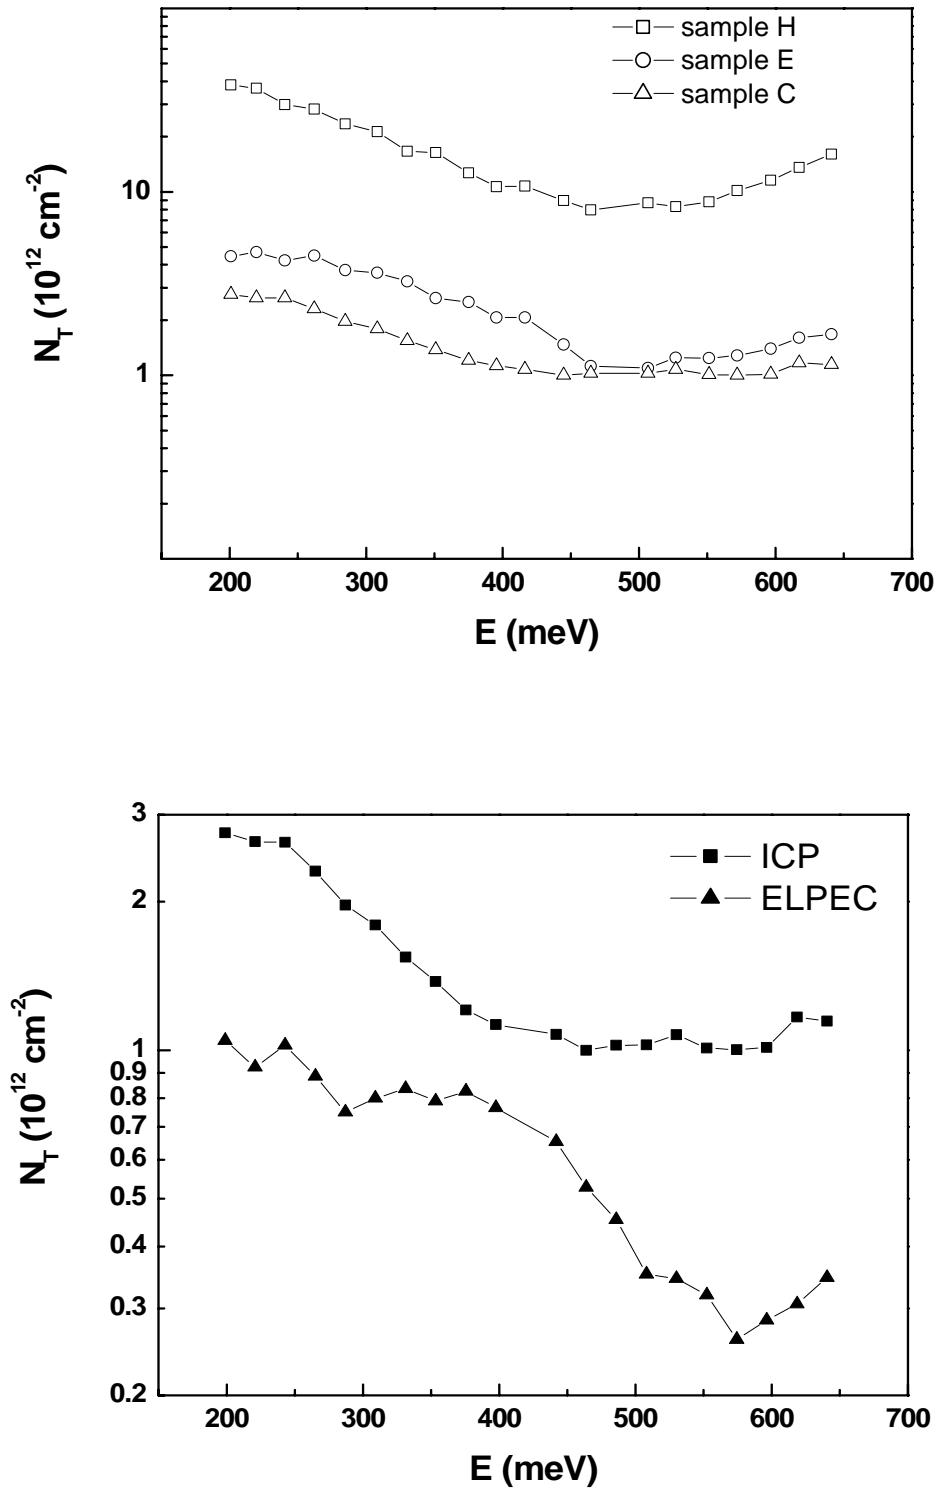 sample H
sample E
sample C
10
1
N_T (10^12 cm^-2)
200 300 400 500 600 700
E (meV)
3
2
1
0.9
0.8
0.7
0.6
0.5
0.4
0.3
0.2
ICP
ELPEC
N_T (10^12 cm^-2)
200 300 400 500 600 700
E (meV)